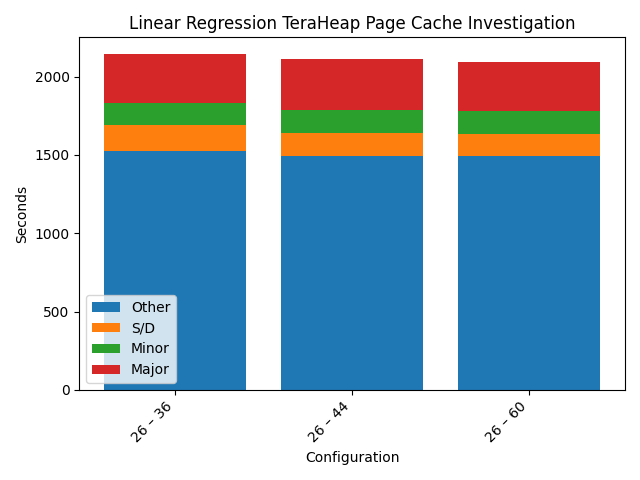 Linear Regression TeraHeap Page Cache Investigation
Seconds
2000
1500
1000
500
0
Other
S/D
Minor
Major
26 – 36
26 – 44
26 – 60
Configuration